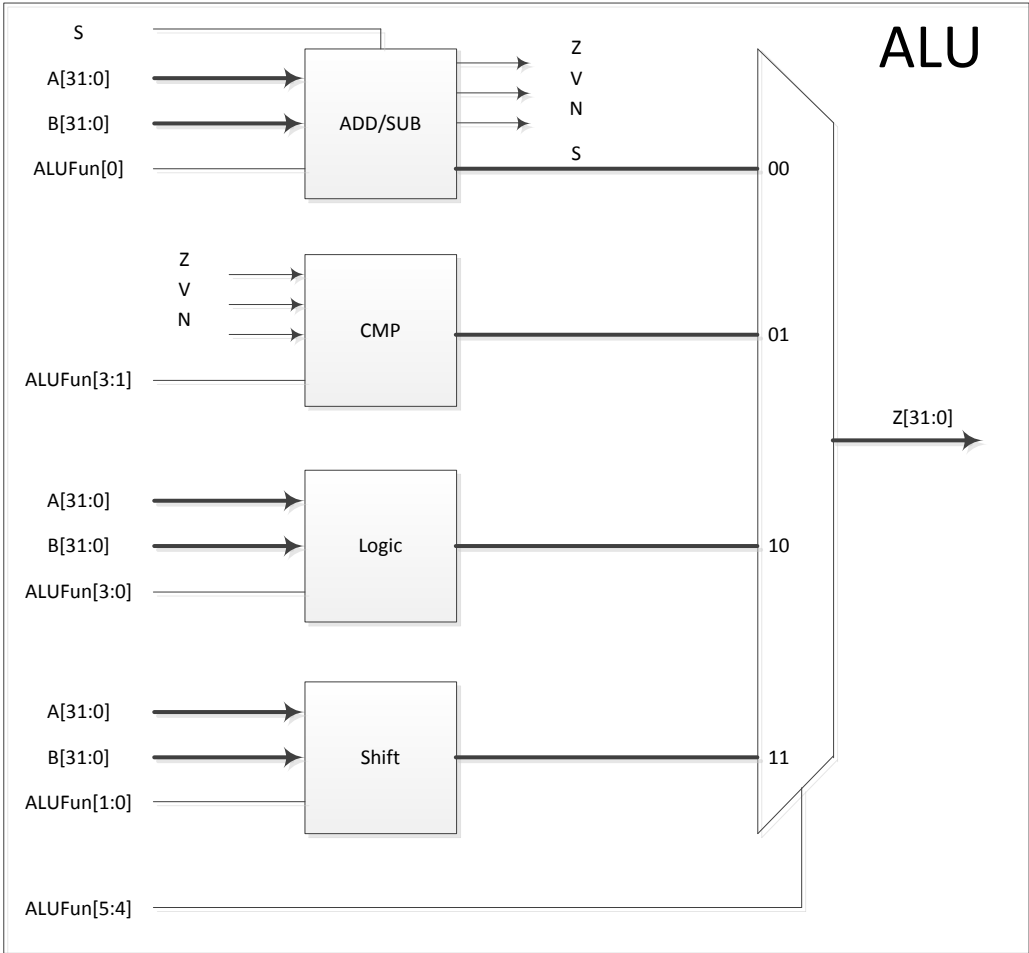 ALU
S
A[31:0]
B[31:0]
ALUFun[0]
ADD/SUB
Z
V
N
S
00
Z
V
N
ALUFun[3:1]
CMP
01
A[31:0]
B[31:0]
ALUFun[3:0]
Logic
10
Z[31:0]
A[31:0]
B[31:0]
ALUFun[1:0]
Shift
11
ALUFun[5:4]